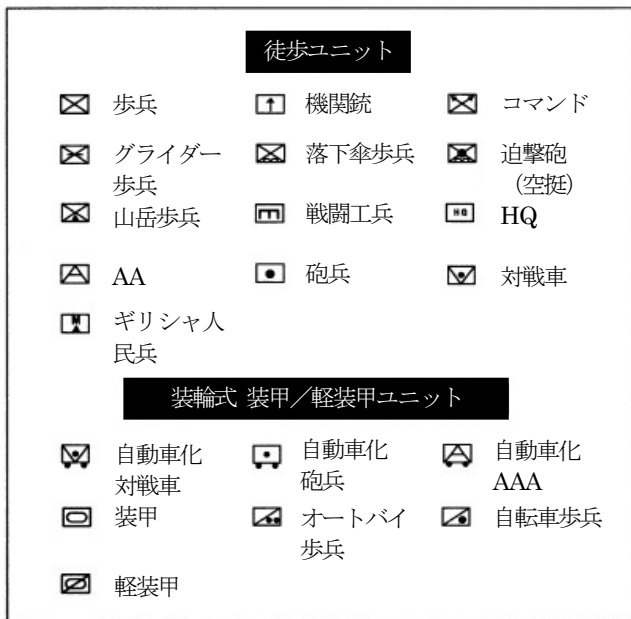 徒歩ユニット
歩兵
機関銃
コマンド
グライダー
歩兵
落下傘歩兵
迫撃砲
(空挺)
山岳歩兵
戦闘工兵
HQ
HQ
AA
砲兵
対戦車
M
ギリシャ人
民兵
装輪式 装甲/軽装甲ユニット
自動車化
対戦車
自動車化
砲兵
自動車化
AAA
装甲
オートバイ
歩兵
自転車歩兵
軽装甲